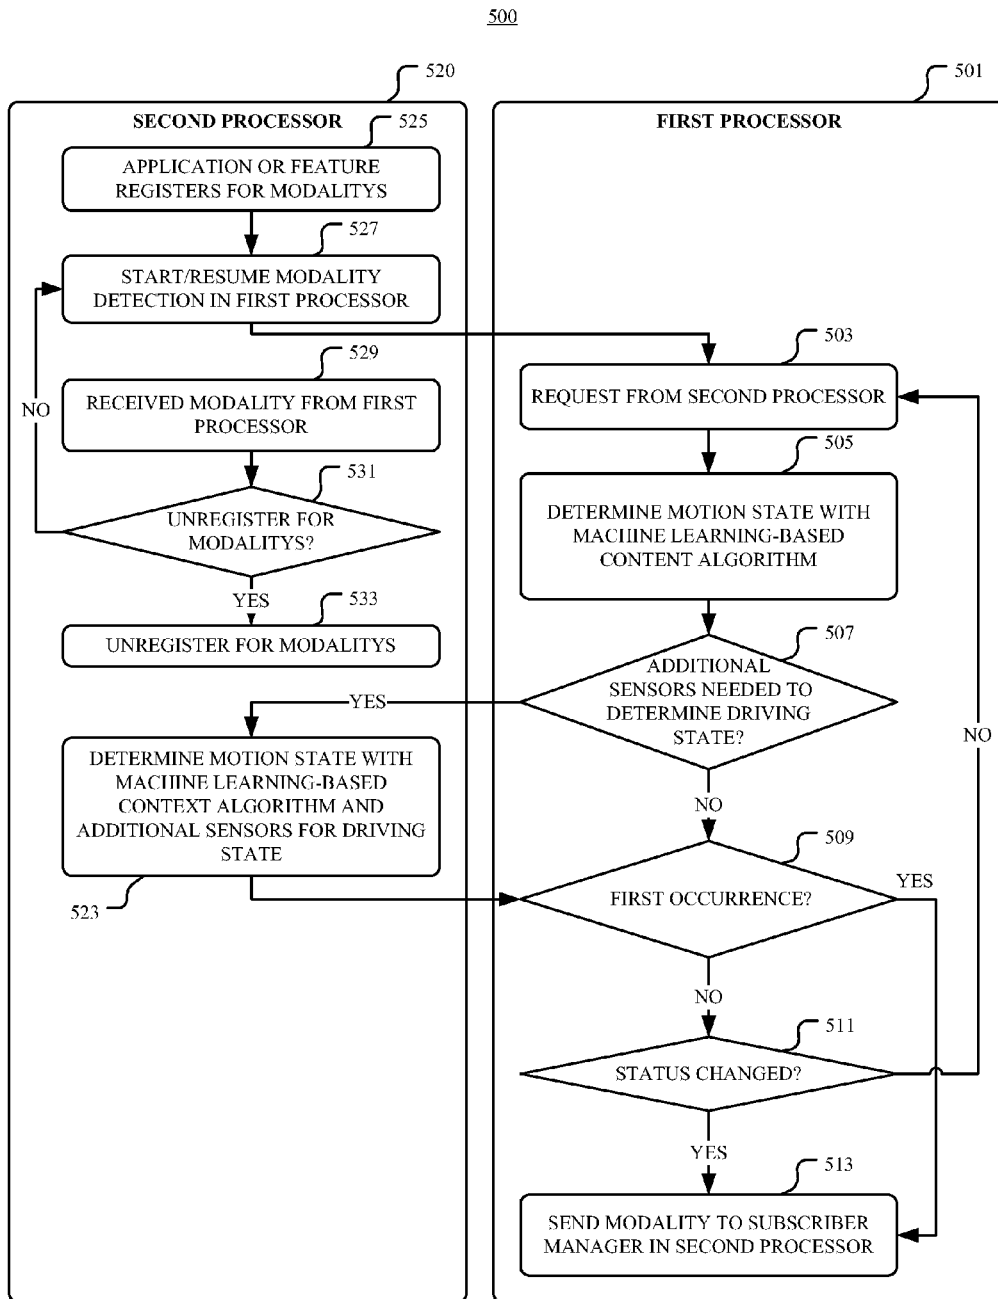 500
520
SECOND PROCESSOR
525
APPLICATION OR FEATURE
REGISTERS FOR MODALITYS
527
START/RESUME MODALITY
DETECTION IN FIRST PROCESSOR
529
RECEIVED MODALITY FROM FIRST
PROCESSOR
NO
531
UNREGISTER FOR
MODALITYS?
YES
533
UNREGISTER FOR MODALITYS
YES
DETERMINE MOTION STATE WITH
MACHINE LEARNING-BASED
CONTEXT ALGORITHM AND
ADDITIONAL SENSORS FOR DRIVING
STATE
523
501
FIRST PROCESSOR
503
REQUEST FROM SECOND PROCESSOR
505
DETERMINE MOTION STATE WITH
MACHINE LEARNING-BASED
CONTENT ALGORITHM
507
ADDITIONAL
SENSORS NEEDED TO
DETERMINE DRIVING
STATE?
NO
NO
509
YES
FIRST OCCURRENCE?
NO
511
STATUS CHANGED?
YES
513
SEND MODALITY TO SUBSCRIBER
MANAGER IN SECOND PROCESSOR